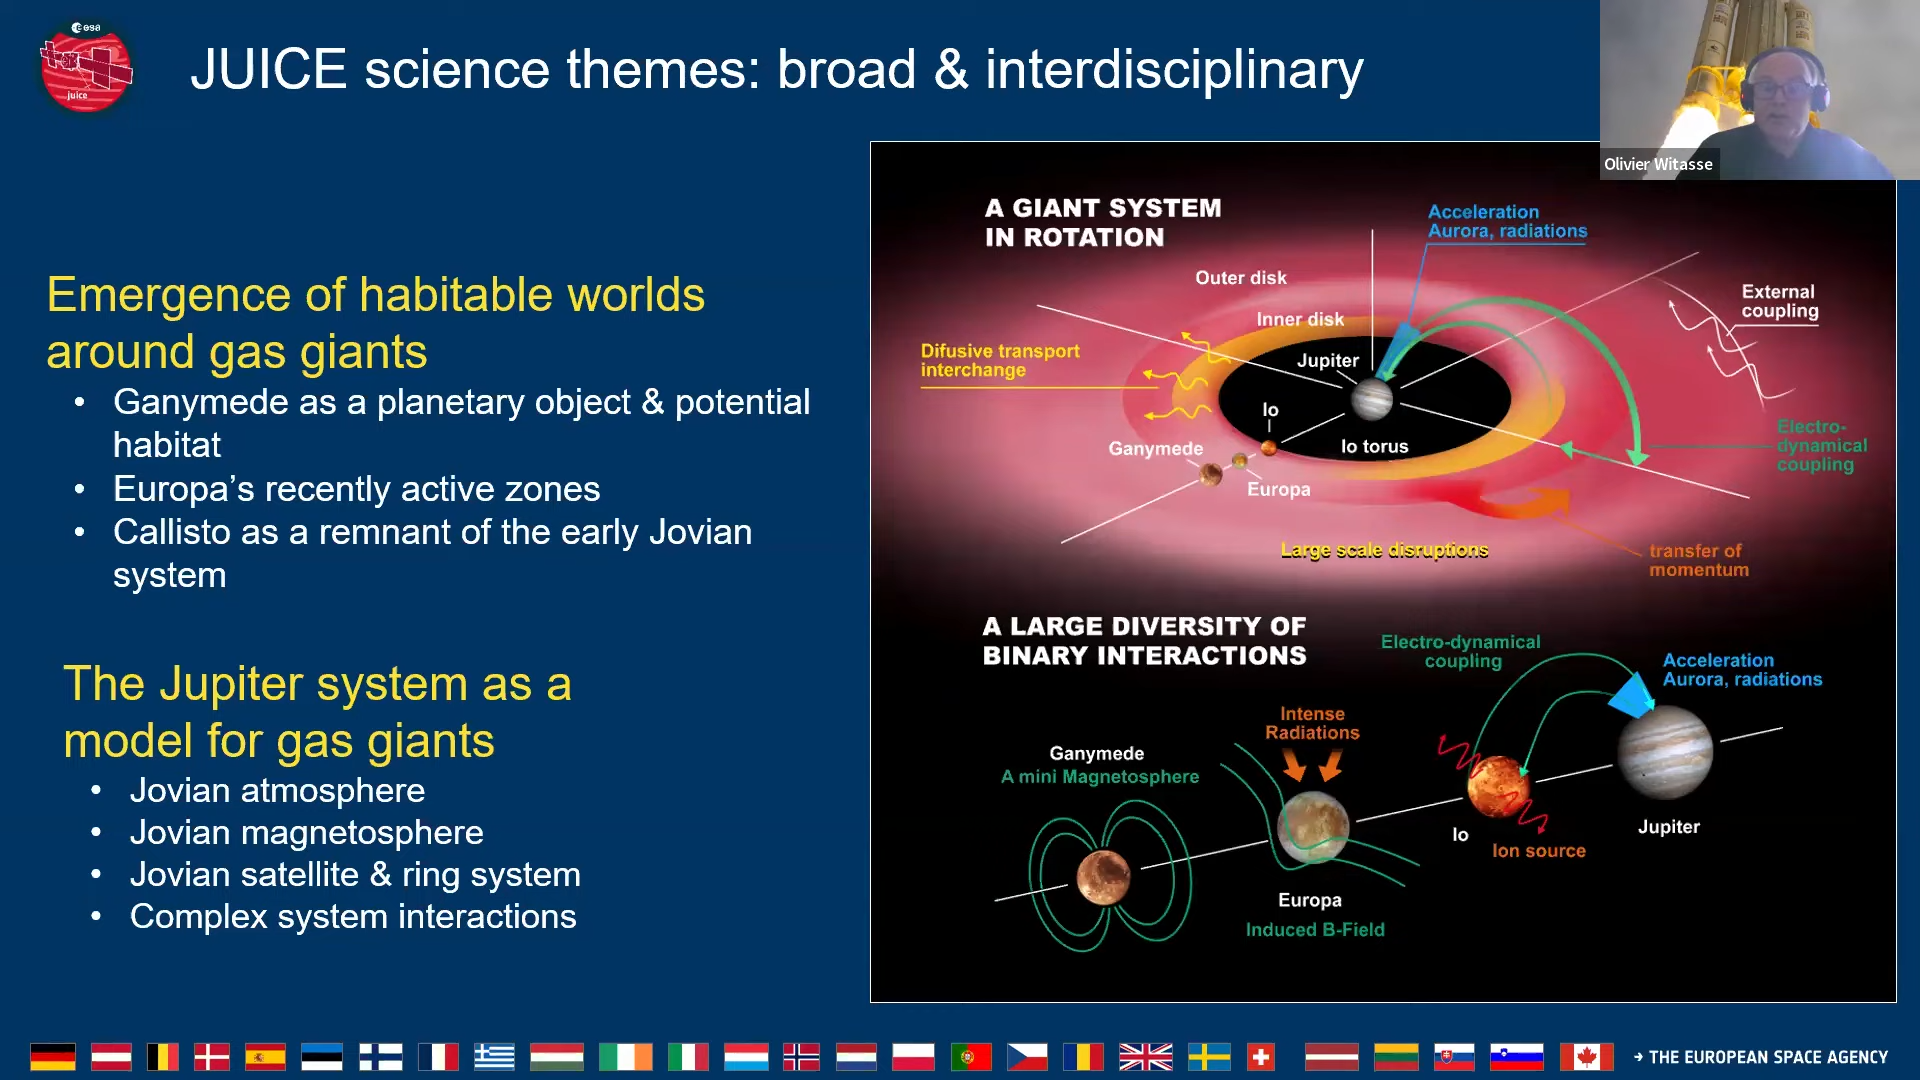 esa
juice
JUICE science themes: broad & interdisciplinary
Olivier Witasse
Emergence of habitable worlds
around gas giants
• Ganymede as a planetary object & potential
habitat
• Europa's recently active zones
• Callisto as a remnant of the early Jovian
system
The Jupiter system as a
model for gas giants
• Jovian atmosphere
• Jovian magnetosphere
• Jovian satellite & ring system
• Complex system interactions
A GIANT SYSTEM
IN ROTATION
Acceleration
Aurora, radiations
Outer disk
External
coupling
Inner disk
Difusive transport
interchange
Jupiter
Io
Electro-
dynamical
coupling
Ganymede
Io torus
Europa
Large scale disruptions
transfer of
momentum
A LARGE DIVERSITY OF
BINARY INTERACTIONS
Electro-dynamical
coupling
Acceleration
Aurora, radiations
Intense
Radiations
Ganymede
A mini Magnetosphere
Io
Jupiter
Ion source
Europa
Induced B-Field
→ THE EUROPEAN SPACE AGENCY